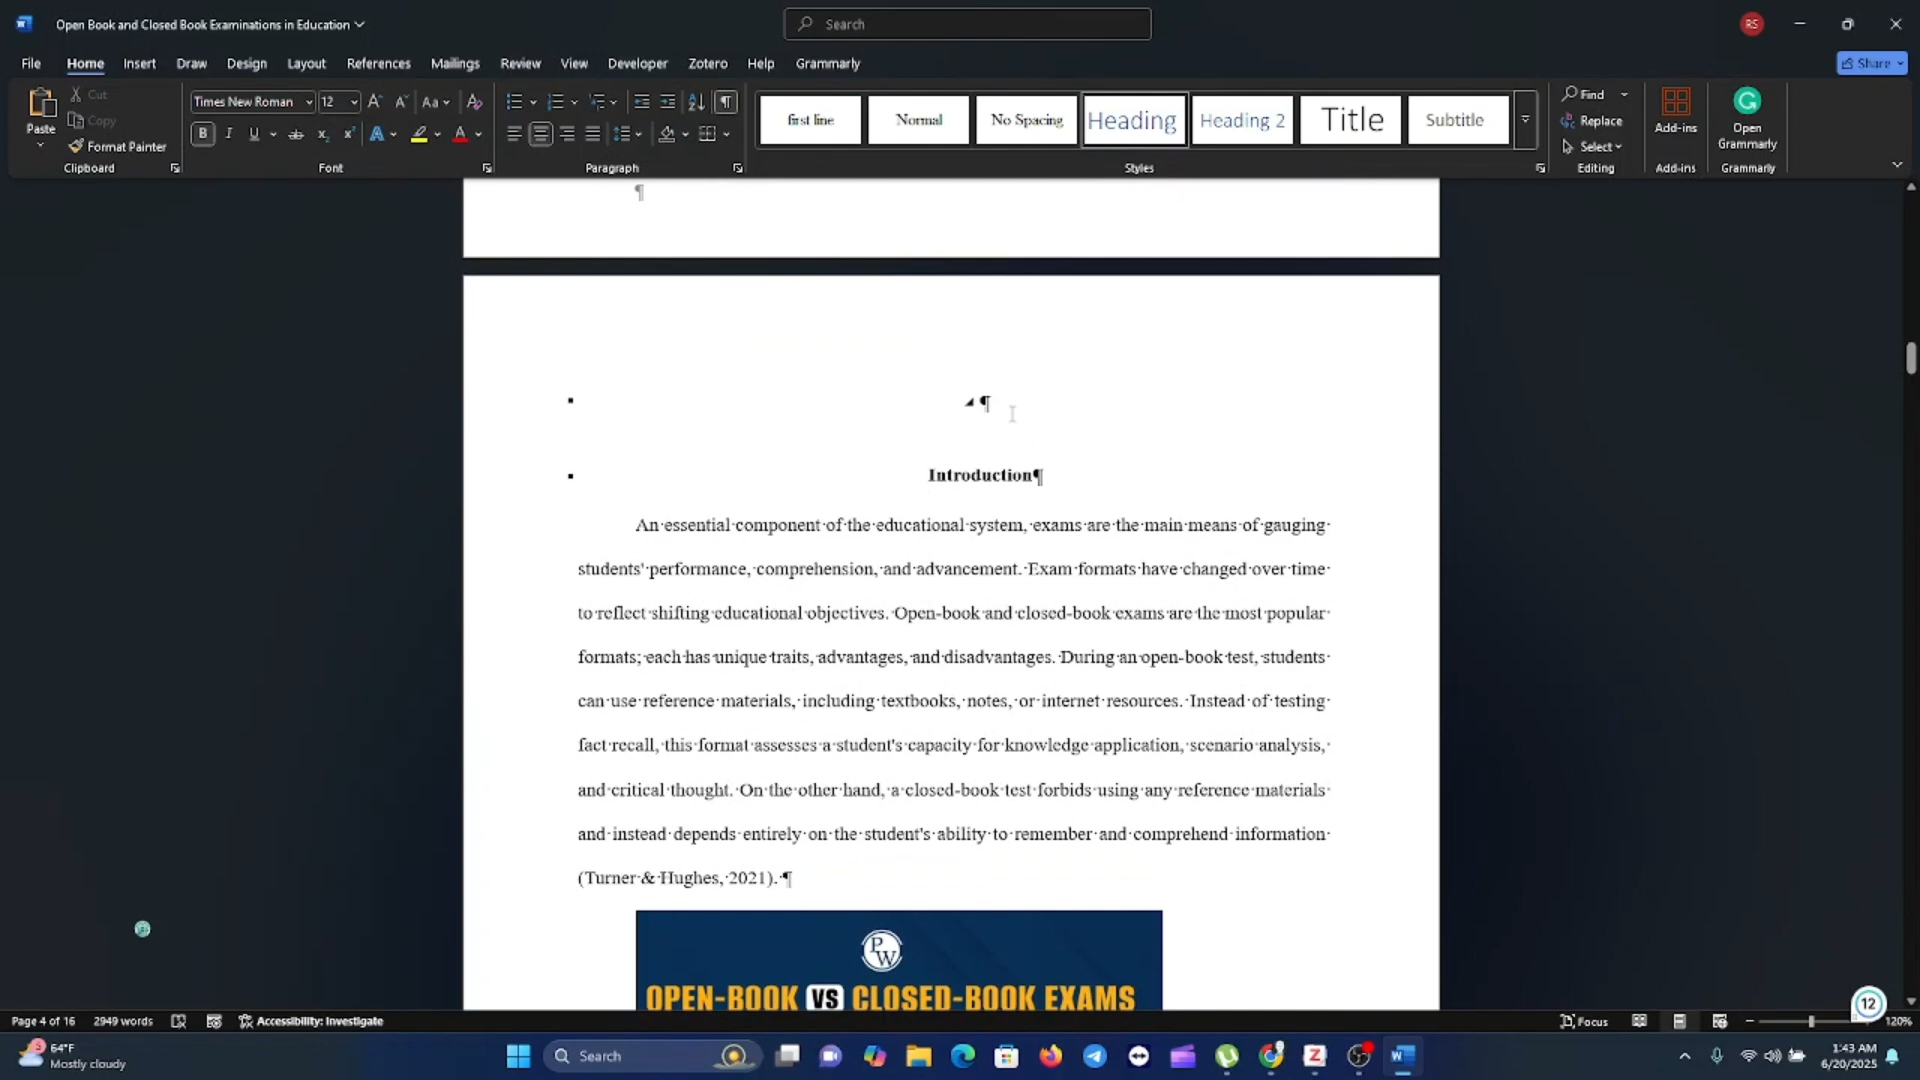 Open Book and Closed Book Examinations in Education
Search
RS
File Home Insert Draw Design Layout References Mailings Review View Developer Zotero Help Grammarly
Share
Paste
Cut
Copy
Format Painter
Clipboard
Times New Roman 12
Font
Paragraph
first line Normal No Spacing Heading Heading 2 Title Subtitle
Styles
Find
Replace
Select
Editing
Add-ins
Add-ins
Open
Grammarly
Grammarly
¶
¶
Introduction¶
An·essential·component·of·the·educational·system,·exams·are·the·main·means·of·gauging·
students'·performance,·comprehension,·and·advancement.·Exam·formats·have·changed·over·time·
to·reflect·shifting·educational·objectives.·Open-book·and·closed-book·exams·are·the·most·popular·
formats;·each·has·unique·traits,·advantages,·and·disadvantages.·During·an·open-book·test,·students·
can·use·reference·materials,·including·textbooks,·notes,·or·internet·resources.·Instead·of·testing·
fact·recall,·this·format·assesses·a·student's·capacity·for·knowledge·application,·scenario·analysis,·
and·critical·thought.·On·the·other·hand,·a·closed-book·test·forbids·using·any·reference·materials·
and·instead·depends·entirely·on·the·student's·ability·to·remember·and·comprehend·information·
(Turner·&·Hughes,·2021).·¶
PW
OPEN-BOOK VS CLOSED-BOOK EXAMS
12
Page 4 of 16 2949 words Accessibility: Investigate
Focus
120%
64°F
Mostly cloudy
Search
1:43 AM
6/20/2025